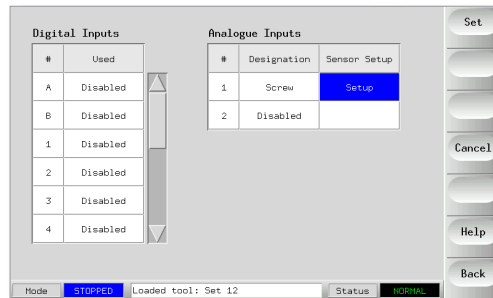 Digital Inputs
# Used
A Disabled
B Disabled
1 Disabled
2 Disabled
3 Disabled
4 Disabled
Analogue Inputs
# Designation Sensor Setup
1 Screw Setup
2 Disabled
Set
Cancel
Help
Back
Mode STOPPED Loaded tool: Set 12 Status NORMAL